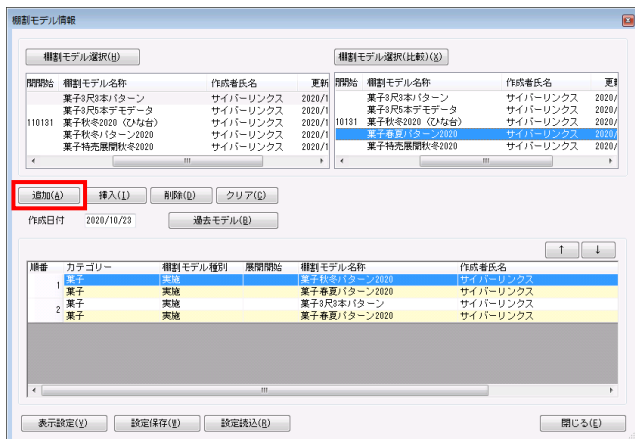 棚割モデル情報
棚割モデル選択(H) 棚割モデル選択(比較)(X)
開開始 棚割モデル名称 作成者氏名 更新
菓子3尺3本パターン サイバーリンクス 2020/1
菓子3尺5本デモデータ サイバーリンクス 2020/1
110131 菓子秋冬2020（ひな台） サイバーリンクス 2020/1
菓子秋冬パターン2020 サイバーリンクス 2020/1
菓子特売展開秋冬2020 サイバーリンクス 2020/1
開開始 棚割モデル名称 作成者氏名 更新
菓子3尺3本パターン サイバーリンクス 2020/
菓子3尺5本デモデータ サイバーリンクス 2020/
10131 菓子秋冬2020（ひな台） サイバーリンクス 2020/
菓子春夏パターン2020 サイバーリンクス 2020/
菓子特売展開秋冬2020 サイバーリンクス 2020/
追加(A) 挿入(I) 削除(D) クリア(C)
作成日付 2020/10/23 過去モデル(B)
↑ ↓
順番 カテゴリー 棚割モデル種別 展開開始 棚割モデル名称 作成者氏名
1 菓子 実施 菓子秋冬パターン2020 サイバーリンクス
菓子 実施 菓子春夏パターン2020 サイバーリンクス
2 菓子 実施 菓子3尺3本パターン サイバーリンクス
菓子 実施 菓子春夏パターン2020 サイバーリンクス
表示設定(V) 設定保存(W) 設定読込(R) 閉じる(E)